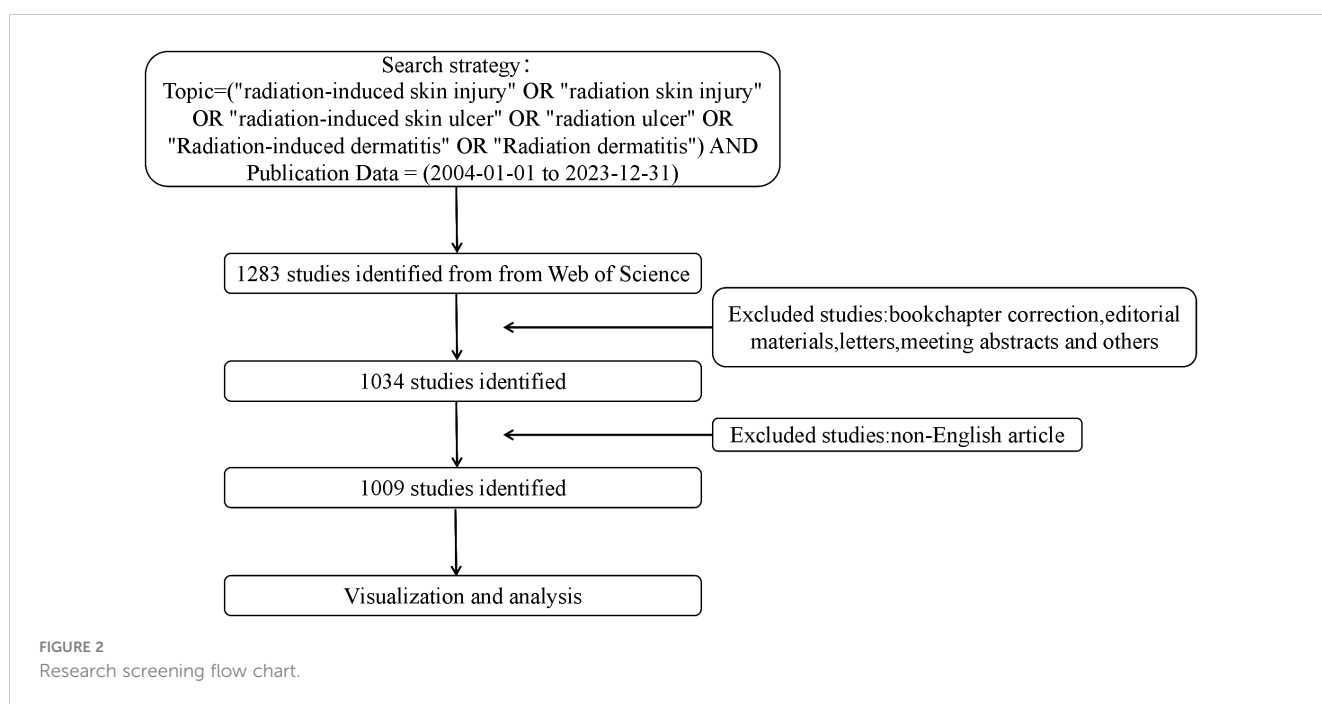 Search strategy:
Topic=("radiation-induced skin injury" OR "radiation skin injury"
OR "radiation-induced skin ulcer" OR "radiation ulcer" OR
"Radiation-induced dermatitis" OR "Radiation dermatitis") AND
Publication Data = (2004-01-01 to 2023-12-31)
1283 studies identified from from Web of Science
Excluded studies:bookchapter correction,editorial
materials,letters,meeting abstracts and others
1034 studies identified
Excluded studies:non-English article
1009 studies identified
Visualization and analysis
FIGURE 2
Research screening flow chart.